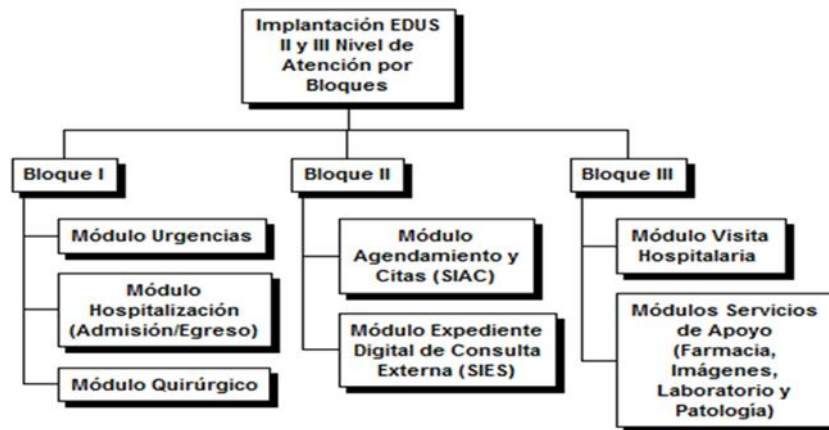 Implantación EDUS
II y III Nivel de
Atención por
Bloques
Bloque I
Módulo Urgencias
Módulo
Hospitalización
(Admisión/Egreso)
Módulo Quirúrgico
Bloque II
Módulo
Agendamiento y
Citas (SIAC)
Módulo Expediente
Digital de Consulta
Externa (SIES)
Bloque III
Módulo Visita
Hospitalaria
Módulos Servicios
de Apoyo
(Farmacia,
Imágenes,
Laboratorio y
Patología)